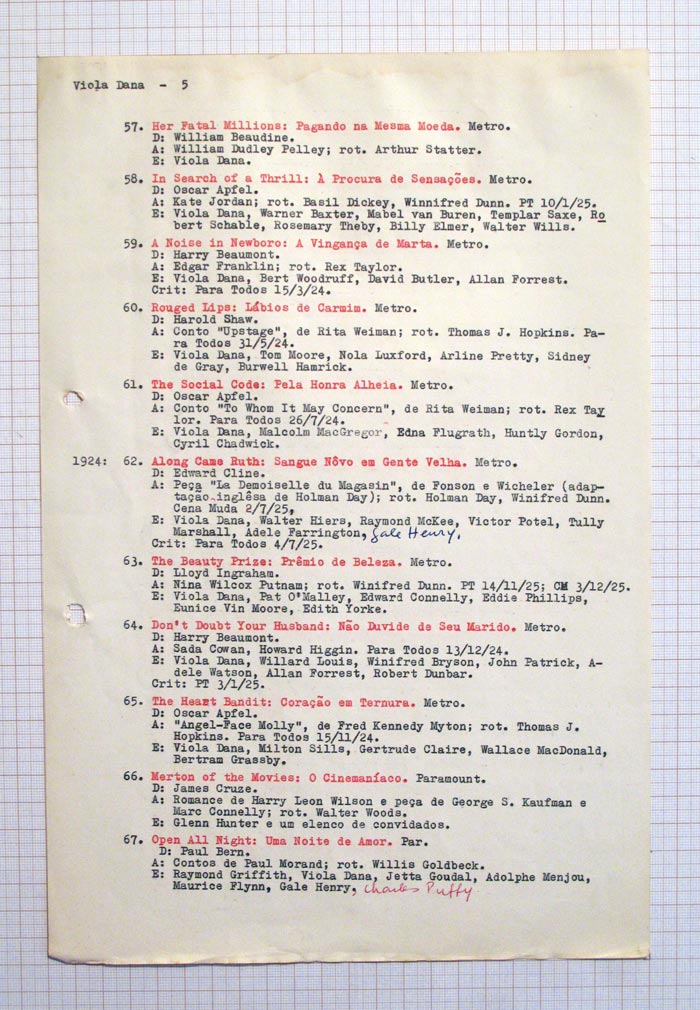 Viola Dana - 5
57. Her Fatal Millions: Pagando na Mesma Moeda. Metro.
D: William Beaudine.
A: William Dudley Pelley; rot. Arthur Statter.
E: Viola Dana.
58. In Search of a Thrill: À Procura de Sensações. Metro.
D: Oscar Apfel.
A: Kate Jordan; rot. Basil Dickey, Winnifred Dunn. PT 10/1/25.
E: Viola Dana, Warner Baxter, Mabel van Buren, Templar Saxe, Ro
bert Schable, Rosemary Theby, Billy Elmer, Walter Wills.
59. A Noise in Newboro: A Vingança de Marta. Metro.
D: Harry Beaumont.
A: Edgar Franklin; rot. Rex Taylor.
E: Viola Dana, Bert Woodruff, David Butler, Allan Forrest.
Crit: Para Todos 15/3/24.
60. Rouged Lips: Lábios de Carmim. Metro.
D: Harold Shaw.
A: Conto "Upstage", de Rita Weiman; rot. Thomas J. Hopkins. Pa-
ra Todos 31/5/24.
E: Viola Dana, Tom Moore, Nola Luxford, Arline Pretty, Sidney
de Gray, Burwell Hamrick.
61. The Social Code: Pela Honra Alheia. Metro.
D: Oscar Apfel.
A: Conto "To Whom It May Concern", de Rita Weiman; rot. Rex Tay
lor. Para Todos 26/7/24.
E: Viola Dana, Malcolm MacGregor, Edna Flugrath, Huntly Gordon,
Cyril Chadwick.
1924: 62. Along Came Ruth: Sangue Nôvo em Gente Velha. Metro.
D: Edward Cline.
A: Peça "La Demoiselle du Magasin", de Fonson e Wicheler (adap-
tação inglêsa de Holman Day); rot. Holman Day, Winifred Dunn.
Cena Muda 2/7/25,
E: Viola Dana, Walter Hiers, Raymond McKee, Victor Potel, Tully
Marshall, Adele Farrington, Gale Henry.
Crit: Para Todos 4/7/25.
63. The Beauty Prize: Prêmio de Beleza. Metro.
D: Lloyd Ingraham.
A: Nina Wilcox Putnam; rot. Winifred Dunn. PT 14/11/25; CM 3/12/25.
E: Viola Dana, Pat O'Malley, Edward Connelly, Eddie Phillips,
Eunice Vin Moore, Edith Yorke.
64. Don't Doubt Your Husband: Não Duvide de Seu Marido. Metro.
D: Harry Beaumont.
A: Sada Cowan, Howard Higgin. Para Todos 13/12/24.
E: Viola Dana, Willard Louis, Winifred Bryson, John Patrick, A-
dele Watson, Allan Forrest, Robert Dunbar.
Crit: PT 3/1/25.
65. The Heart Bandit: Coração em Ternura. Metro.
D: Oscar Apfel.
A: "Angel-Face Molly", de Fred Kennedy Myton; rot. Thomas J.
Hopkins. Para Todos 15/11/24.
E: Viola Dana, Milton Sills, Gertrude Claire, Wallace MacDonald,
Bertram Grassby.
66. Merton of the Movies: O Cinemaníaco. Paramount.
D: James Cruze.
A: Romance de Harry Leon Wilson e peça de George S. Kaufman e
Marc Connelly; rot. Walter Woods.
E: Glenn Hunter e um elenco de convidados.
67. Open All Night: Uma Noite de Amor. Par.
D: Paul Bern.
A: Contos de Paul Morand; rot. Willis Goldbeck.
E: Raymond Griffith, Viola Dana, Jetta Goudal, Adolphe Menjou,
Maurice Flynn, Gale Henry, Charles Puffy.